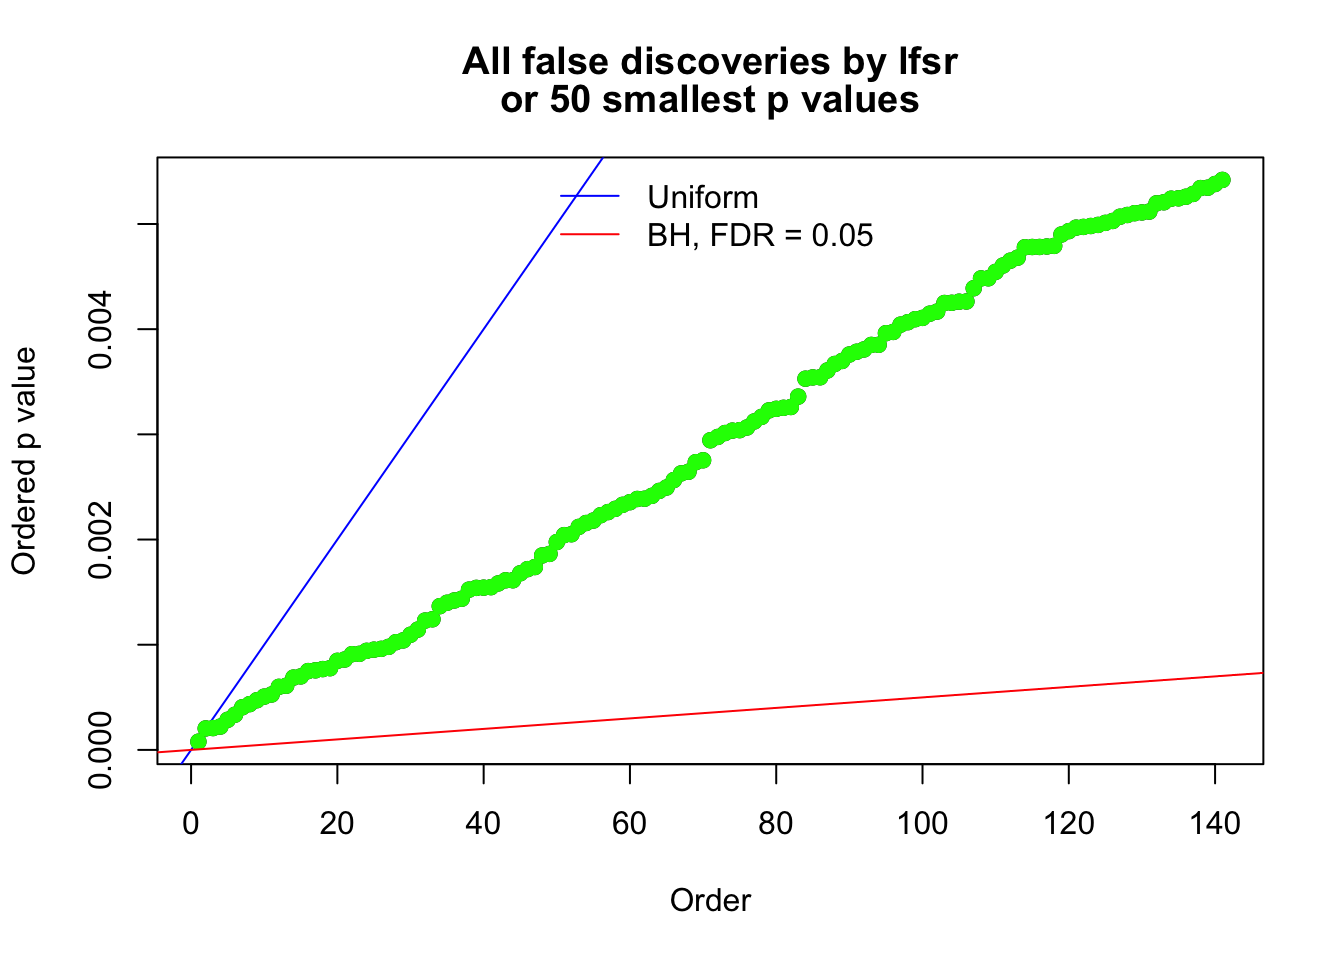 All false discoveries by lfsr
or 50 smallest p values
Uniform
BH, FDR = 0.05
Ordered p value
0.004
0.002
0.000
0 20 40 60 80 100 120 140
Order